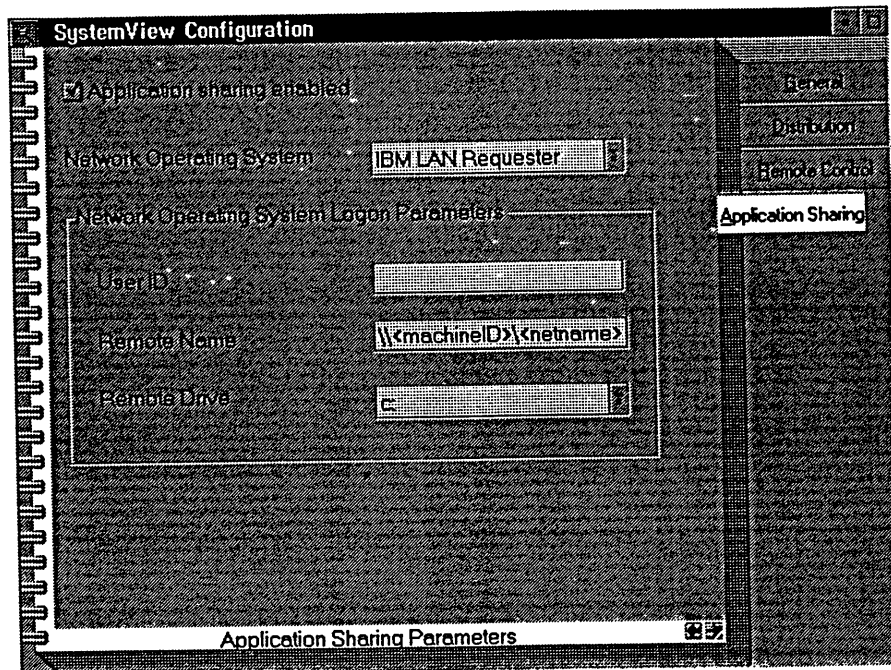 SystemView Configuration
Application sharing enabled
Network Operating System
IBM LAN Requester
Network Operating System Logon Parameters
User ID
Remote Name
\\<machineID>\<netname>
Remote Drive
General
Distribution
Remote Control
Application Sharing
Application Sharing Parameters